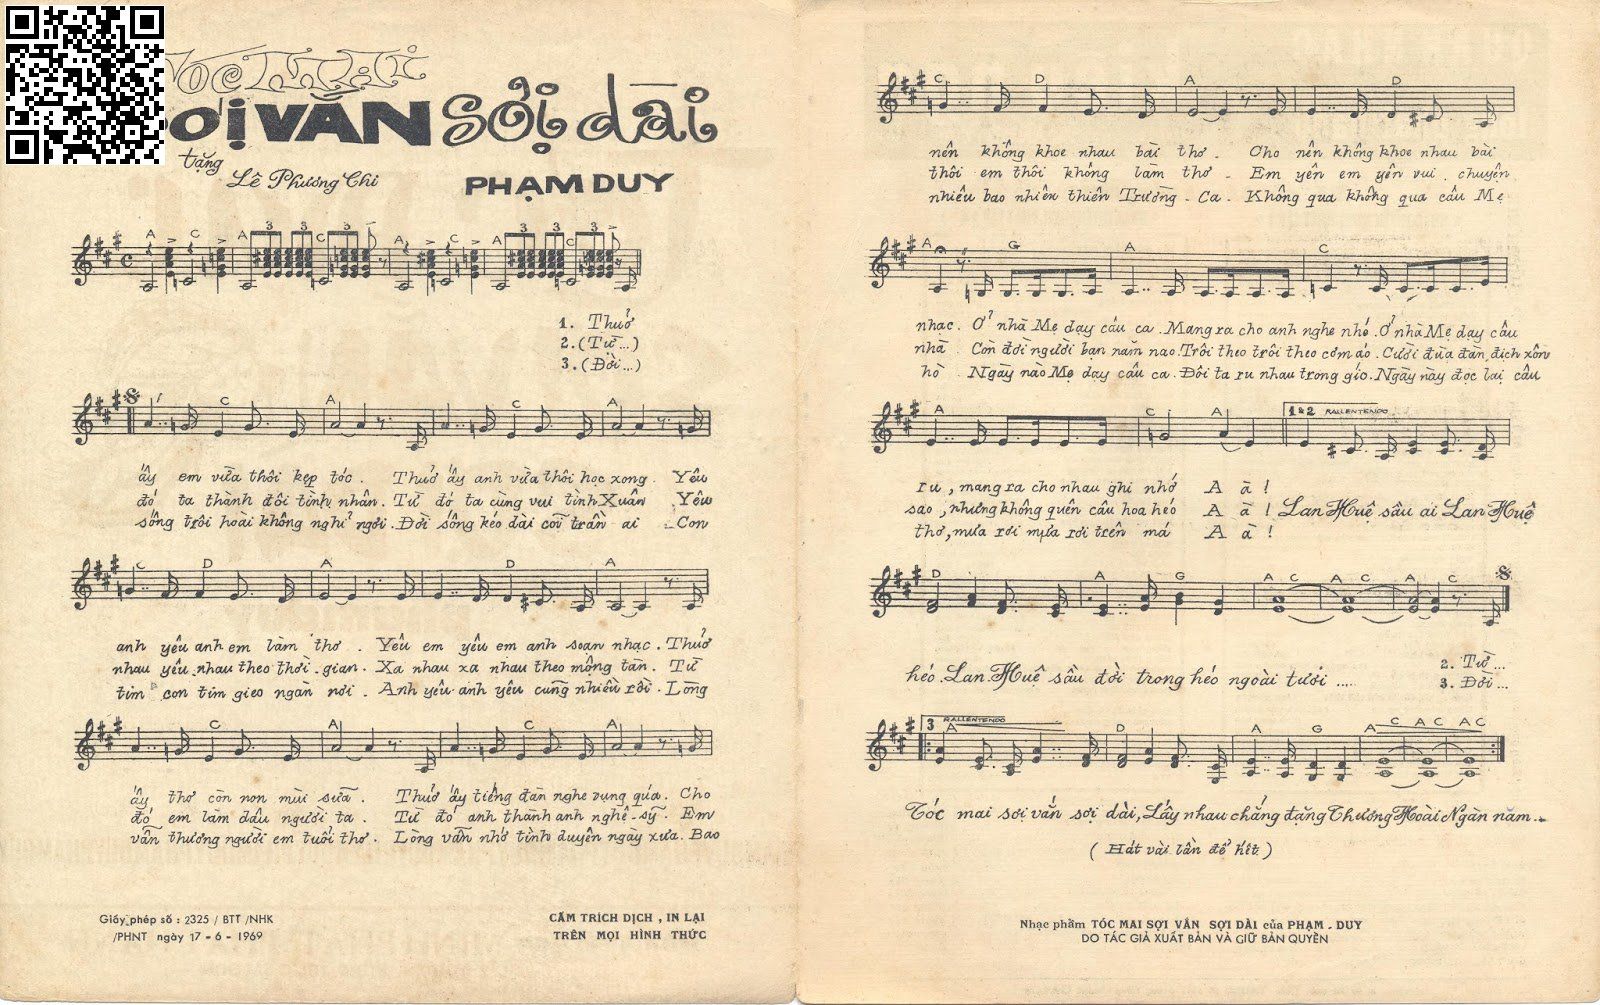 TÓC MAI
SỢI VẮN SỢI DÀI
tặng
Lê Phương Chi
PHẠM DUY
A C A 3 3 C 3 A C A 3 3 C 3
1. Thuở
2. (Từ...)
3. (Đời...)
C A C A
ấy em vừa thôi kẹp tóc. Thuở ấy anh vừa thôi học xong. Yêu
đó ta thành đôi tình nhân. Từ đó ta cùng vui tình Xuân Yêu
sống trôi hoài không nghỉ ngơi. Đời sống kéo dài cõi trần ai. Con
C D A D A
anh yêu anh em làm thơ. Yêu em yêu em anh soạn nhạc. Thuở
nhau yêu nhau theo thời gian. Xa nhau xa nhau theo mộng tàn. Từ
tim con tim gieo ngàn nơi. Anh yêu anh yêu cũng nhiều rồi. Lòng
C A C A
ấy thơ còn non mùi sữa. Thuở ấy tiếng đàn nghe vụng qúa. Cho
đó em làm dâu người ta. Từ đó anh thành anh nghệ-sỹ. Em
vẫn thương người em tuổi thơ. Lòng vẫn nhớ tình duyên ngày xưa. Bao
Giấy phép số : 2325 / BTT /NHK
/PHNT ngày 17 - 6 - 1969
CẤM TRÍCH DỊCH, IN LẠI
TRÊN MỌI HÌNH THỨC
C D A D
nên không khoe nhau bài thơ. Cho nên không khoe nhau bài
thôi em thôi không làm thơ. Em yên em yên vui, chuyện
nhiêu bao nhiên thiên Trường - Ca. Không qua không qua câu Mẹ
A G A C
nhạc. Ở nhà Mẹ dạy câu ca. Mang ra cho anh nghe nhé. Ở nhà Mẹ dạy câu
nhà. Còn đời người bạn năm nao! Trôi theo trôi theo cơm áo. Cười đùa đàn địch xôn
hò. Ngày nào Mẹ dạy câu ca. Đôi ta ru nhau trong gió. Ngày này đọc lại câu
A C A 1 & 2 RALLENTENDO
ru, mang ra cho nhau ghi nhớ A à !
sao, nhưng không quên câu hoa héo A à ! Lan Huệ sầu ai Lan Huệ
thơ, mưa rơi mưa rơi trên má A à !
D A G A C A C A C
héo. Lan Huệ sầu đời trong héo ngoài tươi ....
2. Từ...
3. Đời...
3 RALLENTENDO
A D A G A C A C A C
Tóc mai sợi vắn sợi dài, Lấy nhau chẳng đặng Thương Hoài Ngàn năm...
( Hát vài lần để kết )
Nhạc phẩm TÓC MAI SỢI VẮN SỢI DÀI của PHẠM - DUY
DO TÁC GIẢ XUẤT BẢN VÀ GIỮ BẢN QUYỀN